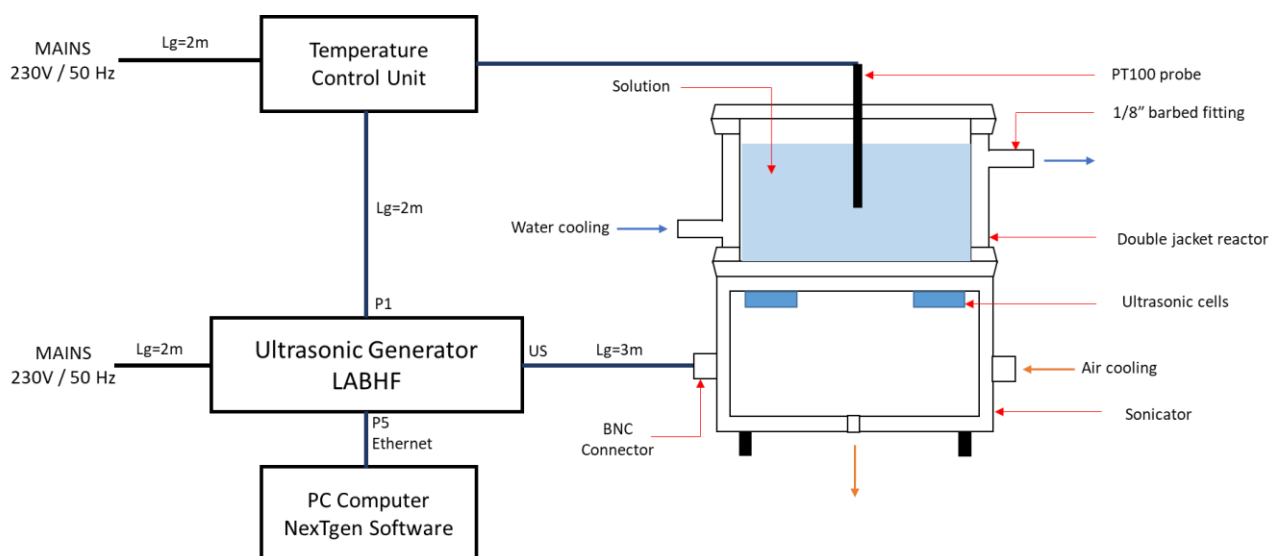 MAINS
230V / 50 Hz
Lg=2m
Temperature
Control Unit
Solution
PT100 probe
1/8” barbed fitting
Lg=2m
Water cooling
Double jacket reactor
P1
Ultrasonic cells
MAINS
230V / 50 Hz
Lg=2m
Ultrasonic Generator
LABHF
US
Lg=3m
Air cooling
P5
Ethernet
BNC
Connector
Sonicator
PC Computer
NexTgen Software